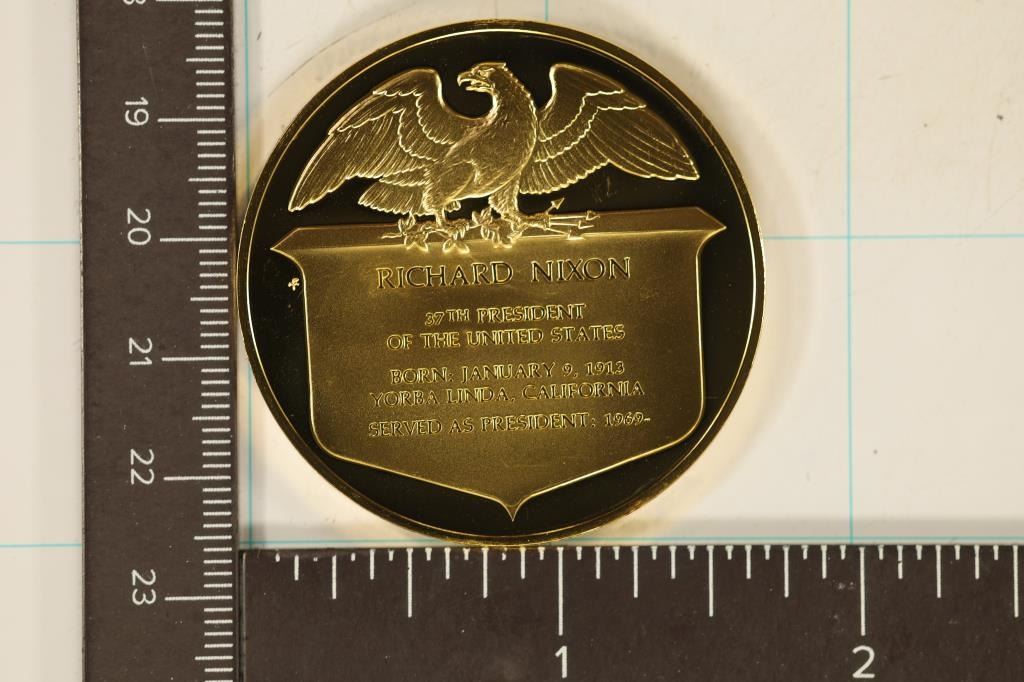 RICHARD NIXON
37TH PRESIDENT
OF THE UNITED STATES
BORN: JANUARY 9, 1913
YORBA LINDA, CALIFORNIA
SERVED AS PRESIDENT: 1969-
19
20
21
22
23
1
2